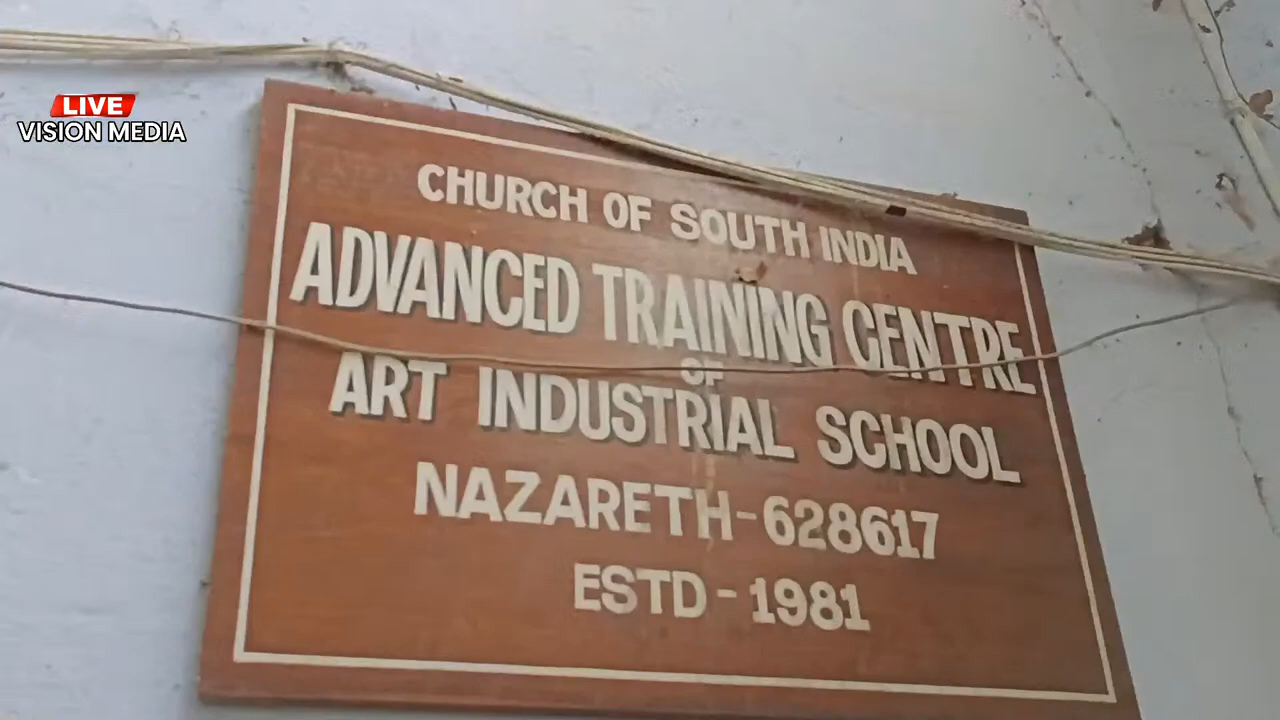 LIVE
VISION MEDIA
CHURCH OF SOUTH INDIA
ADVANCED TRAINING CENTRE
OF
ART INDUSTRIAL SCHOOL
NAZARETH-628617
ESTD-1981